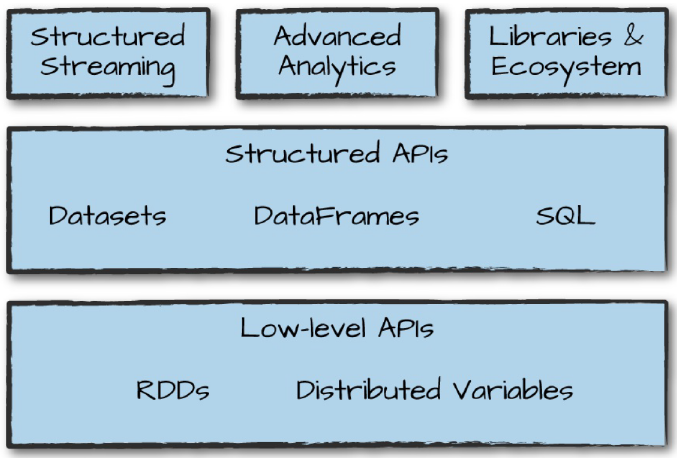 Structured
Streaming
Advanced
Analytics
Libraries &
Ecosystem
Structured APIs
Datasets DataFrames SQL
Low-level APIs
RDDs Distributed Variables